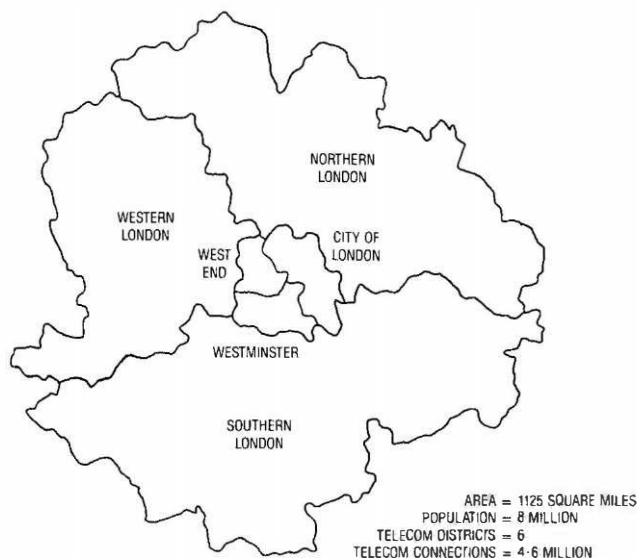 NORTHERN
LONDON
WESTERN
LONDON
WEST
END
CITY OF
LONDON
WESTMINSTER
SOUTHERN
LONDON
AREA = 1125 SQUARE MILES
POPULATION = 8 MILLION
TELECOM DISTRICTS = 6
TELECOM CONNECTIONS = 4·6 MILLION